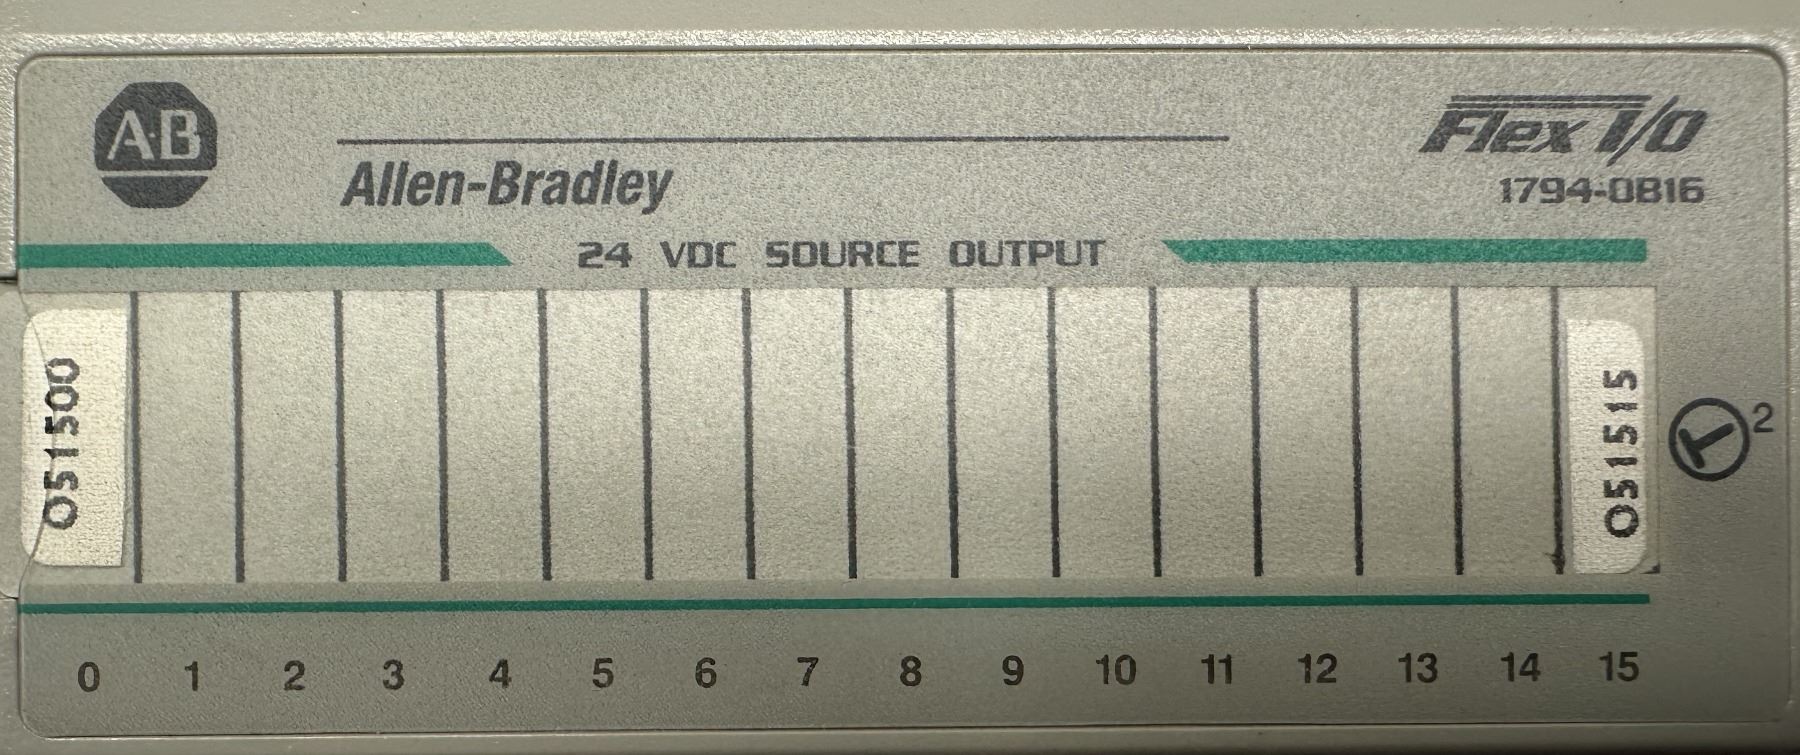 A·B
Allen-Bradley
Flex I/O
1794-OB16
24 VDC SOURCE OUTPUT
O51500
O51515
2
0 1 2 3 4 5 6 7 8 9 10 11 12 13 14 15